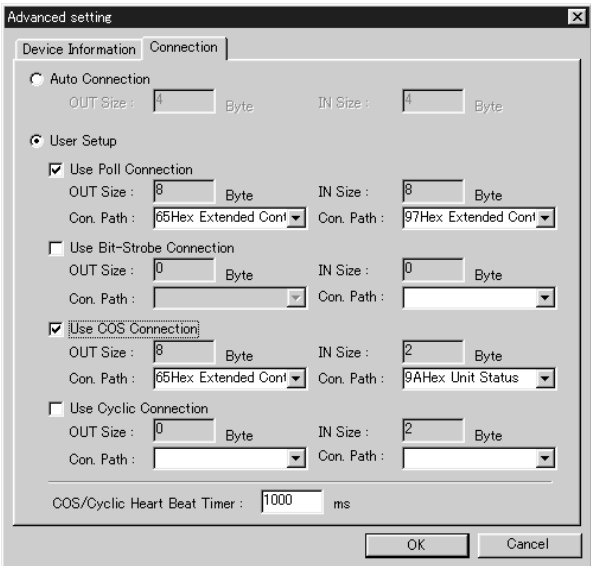 Advanced setting
Device Information Connection
Auto Connection
OUT Size : 4 Byte IN Size : 4 Byte
User Setup
Use Poll Connection
OUT Size : 8 Byte IN Size : 8 Byte
Con. Path : 65Hex Extended Cont Con. Path : 97Hex Extended Cont
Use Bit-Strobe Connection
OUT Size : 0 Byte IN Size : 0 Byte
Con. Path : Con. Path :
Use COS Connection
OUT Size : 8 Byte IN Size : 2 Byte
Con. Path : 65Hex Extended Cont Con. Path : 9AHex Unit Status
Use Cyclic Connection
OUT Size : 0 Byte IN Size : 2 Byte
Con. Path : Con. Path :
COS/Cyclic Heart Beat Timer : 1000 ms
OK Cancel